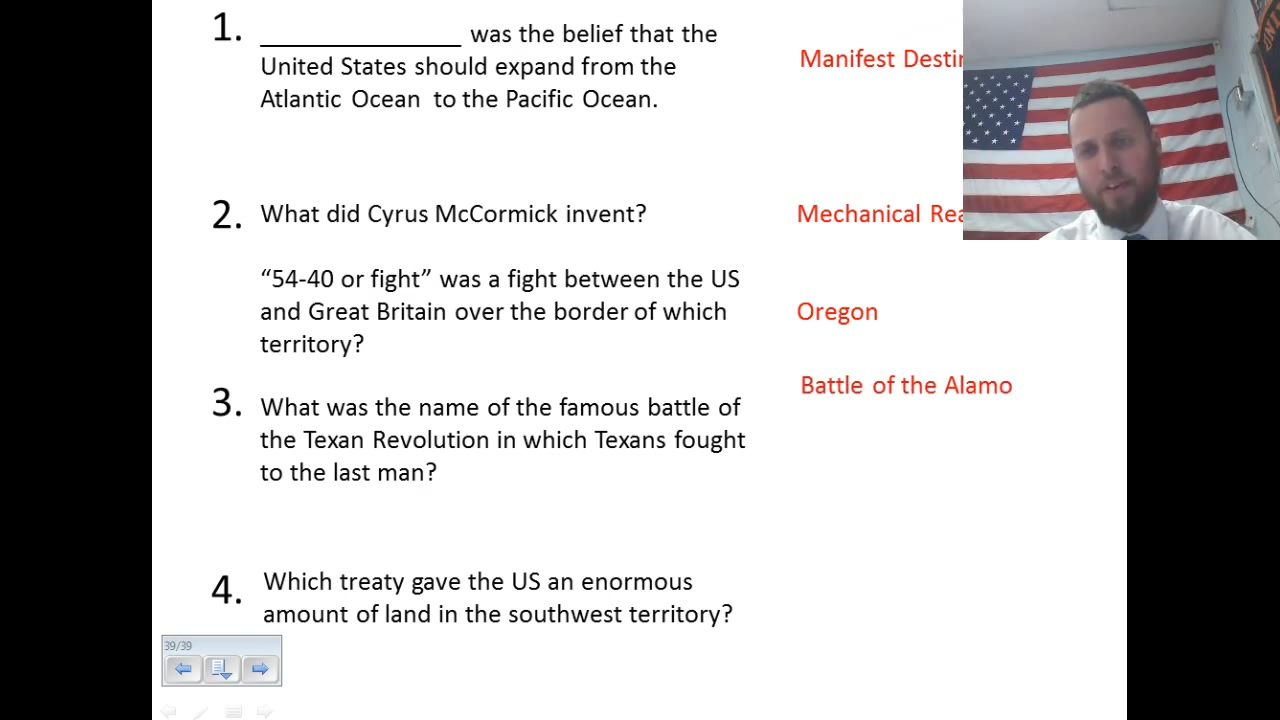 1. ______________ was the belief that the
United States should expand from the
Atlantic Ocean to the Pacific Ocean.
Manifest
2. What did Cyrus McCormick invent?
Mechanical
“54-40 or fight” was a fight between the US
and Great Britain over the border of which
territory?
Oregon
Battle of the Alamo
3. What was the name of the famous battle of
the Texan Revolution in which Texans fought
to the last man?
4. Which treaty gave the US an enormous
amount of land in the southwest territory?
39/39